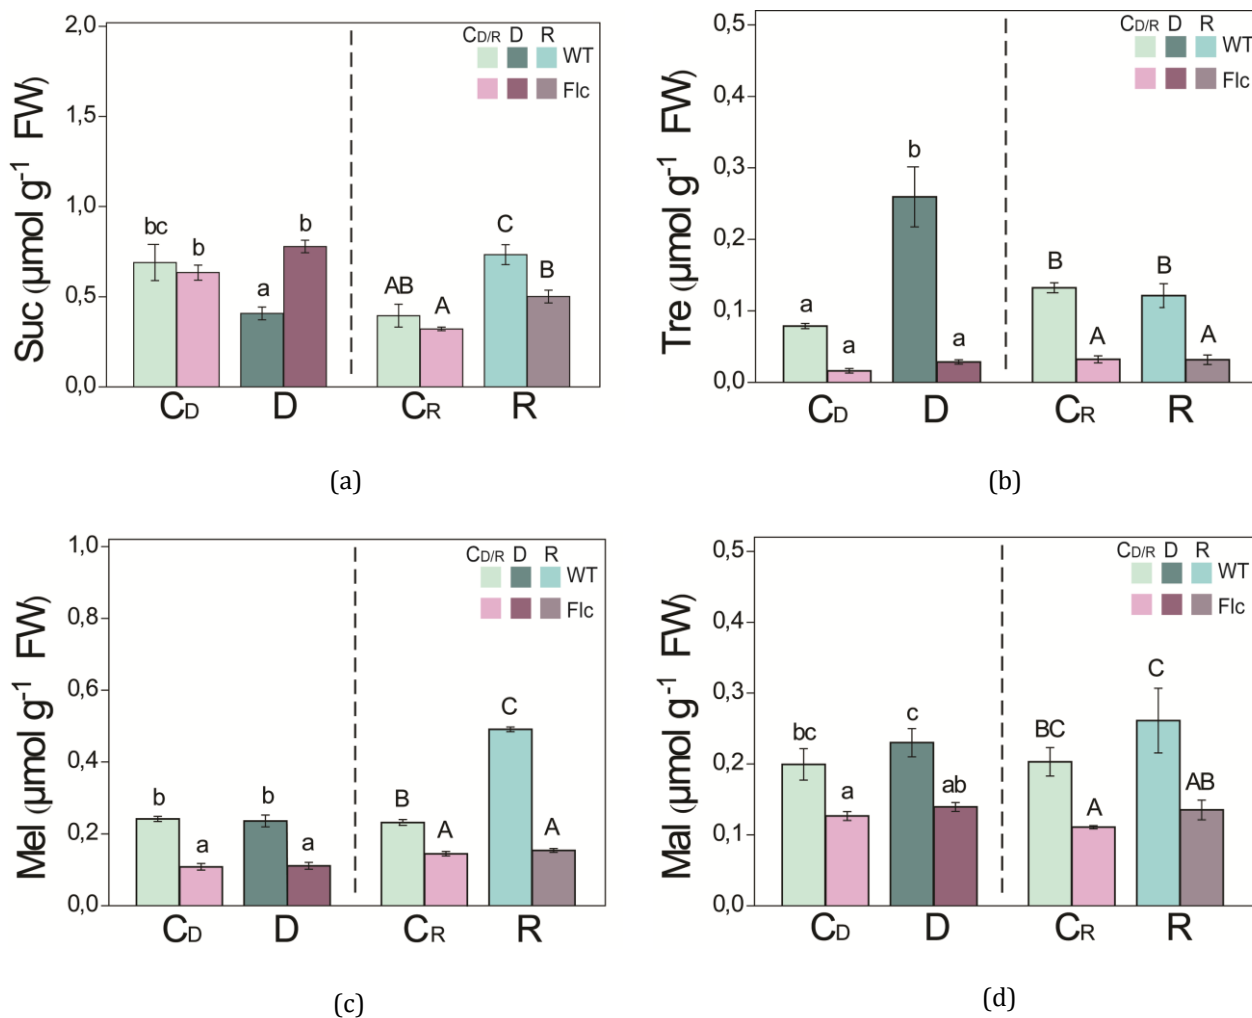 2,0
1,5
1,0
0,5
0,0
Suc (μmol g⁻¹ FW)
CD/R D R
WT
Flc
bc b a b AB A C B
CD D CR R
(a)
0,5
0,4
0,3
0,2
0,1
0,0
Tre (μmol g⁻¹ FW)
CD/R D R
WT
Flc
a a b a B A B A
CD D CR R
(b)
1,0
0,8
0,6
0,4
0,2
0,0
Mel (μmol g⁻¹ FW)
CD/R D R
WT
Flc
b a b a B A C A
CD D CR R
(c)
0,5
0,4
0,3
0,2
0,1
0,0
Mal (μmol g⁻¹ FW)
CD/R D R
WT
Flc
bc a c ab BC A C AB
CD D CR R
(d)